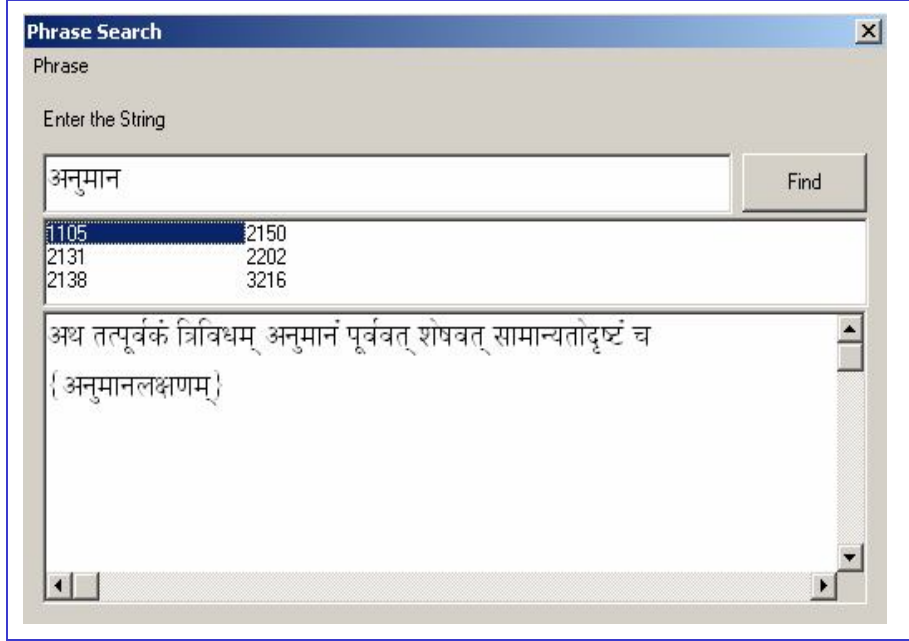 Phrase Search
Phrase
Enter the String
अनुमान
Find
1105 2150
2131 2202
2138 3216
अथ तत्पूर्वकं त्रिविधम् अनुमानं पूर्ववत् शेषवत् सामान्यतोदृष्टं च
{अनुमानलक्षणम्}